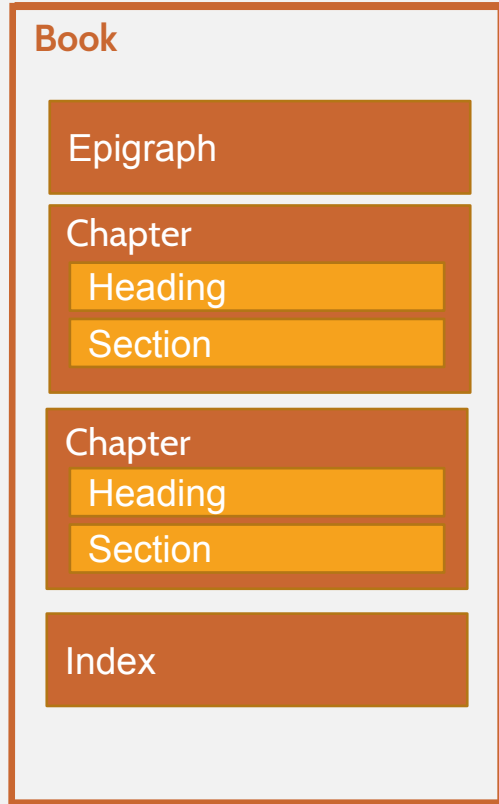 Book
Epigraph
Chapter
Heading
Section
Chapter
Heading
Section
Index